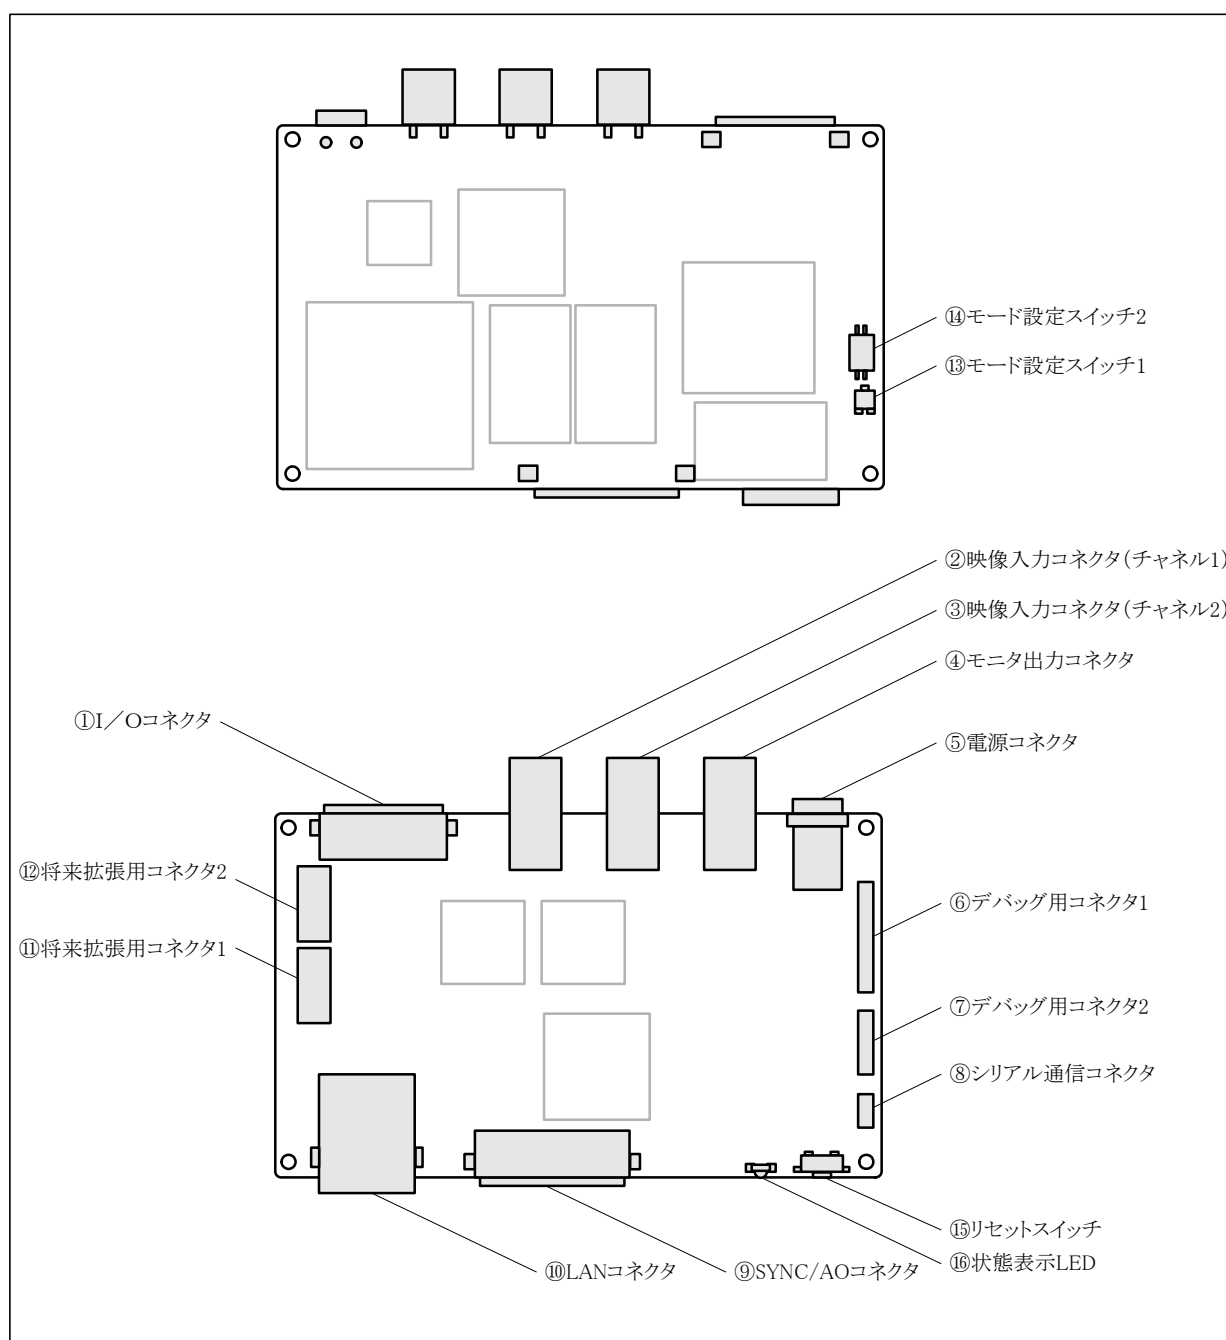 ⑭モード設定スイッチ2
⑬モード設定スイッチ1
②映像入力コネクタ(チャネル1)
③映像入力コネクタ(チャネル2)
④モニタ出力コネクタ
①I／Oコネクタ
⑤電源コネクタ
⑫将来拡張用コネクタ2
⑥デバッグ用コネクタ1
⑪将来拡張用コネクタ1
⑦デバッグ用コネクタ2
⑧シリアル通信コネクタ
⑮リセットスイッチ
⑯状態表示LED
⑩LANコネクタ
⑨SYNC/AOコネクタ